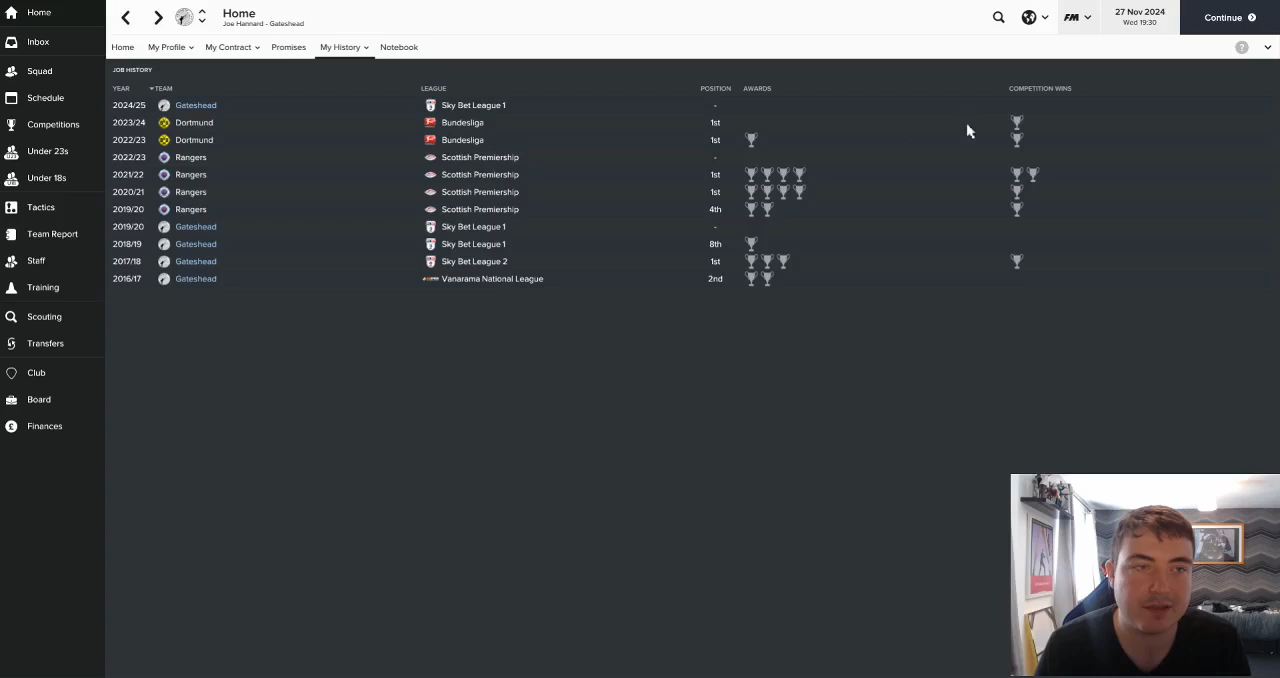 Home
Inbox
Squad
Schedule
Competitions
Under 23s
Under 18s
Tactics
Team Report
Staff
Training
Scouting
Transfers
Club
Board
Finances
Home
Joe Hannard - Gateshead
FM
27 Nov 2024
Wed 19:30
Continue
Home My Profile My Contract Promises My History Notebook ?
JOB HISTORY
YEAR TEAM LEAGUE POSITION AWARDS COMPETITION WINS
2024/25 Gateshead Sky Bet League 1 -
2023/24 Dortmund Bundesliga 1st
2022/23 Dortmund Bundesliga 1st
2022/23 Rangers Scottish Premiership -
2021/22 Rangers Scottish Premiership 1st
2020/21 Rangers Scottish Premiership 1st
2019/20 Rangers Scottish Premiership 4th
2019/20 Gateshead Sky Bet League 1 -
2018/19 Gateshead Sky Bet League 1 8th
2017/18 Gateshead Sky Bet League 2 1st
2016/17 Gateshead Vanarama National League 2nd